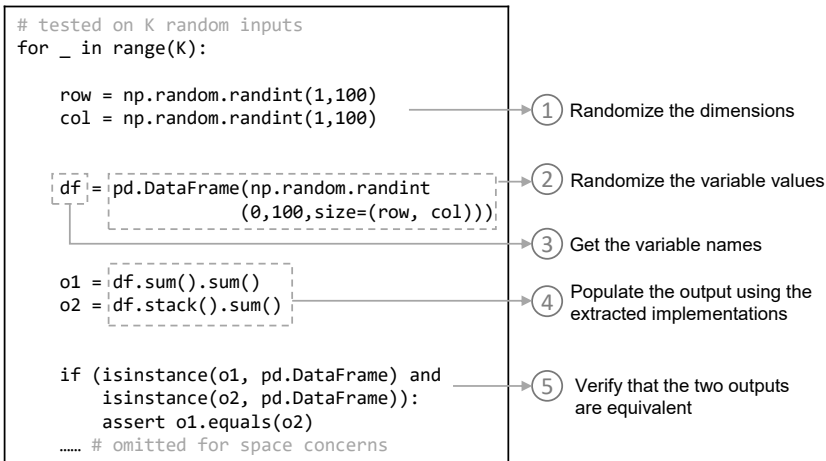 # tested on K random inputs
for _ in range(K):
row = np.random.randint(1,100)
col = np.random.randint(1,100)
1 Randomize the dimensions
df = pd.DataFrame(np.random.randint
(0,100,size=(row, col)))
2 Randomize the variable values
3 Get the variable names
o1 = df.sum().sum()
o2 = df.stack().sum()
4 Populate the output using the
extracted implementations
if (isinstance(o1, pd.DataFrame) and
isinstance(o2, pd.DataFrame)):
assert o1.equals(o2)
…… # omitted for space concerns
5 Verify that the two outputs
are equivalent